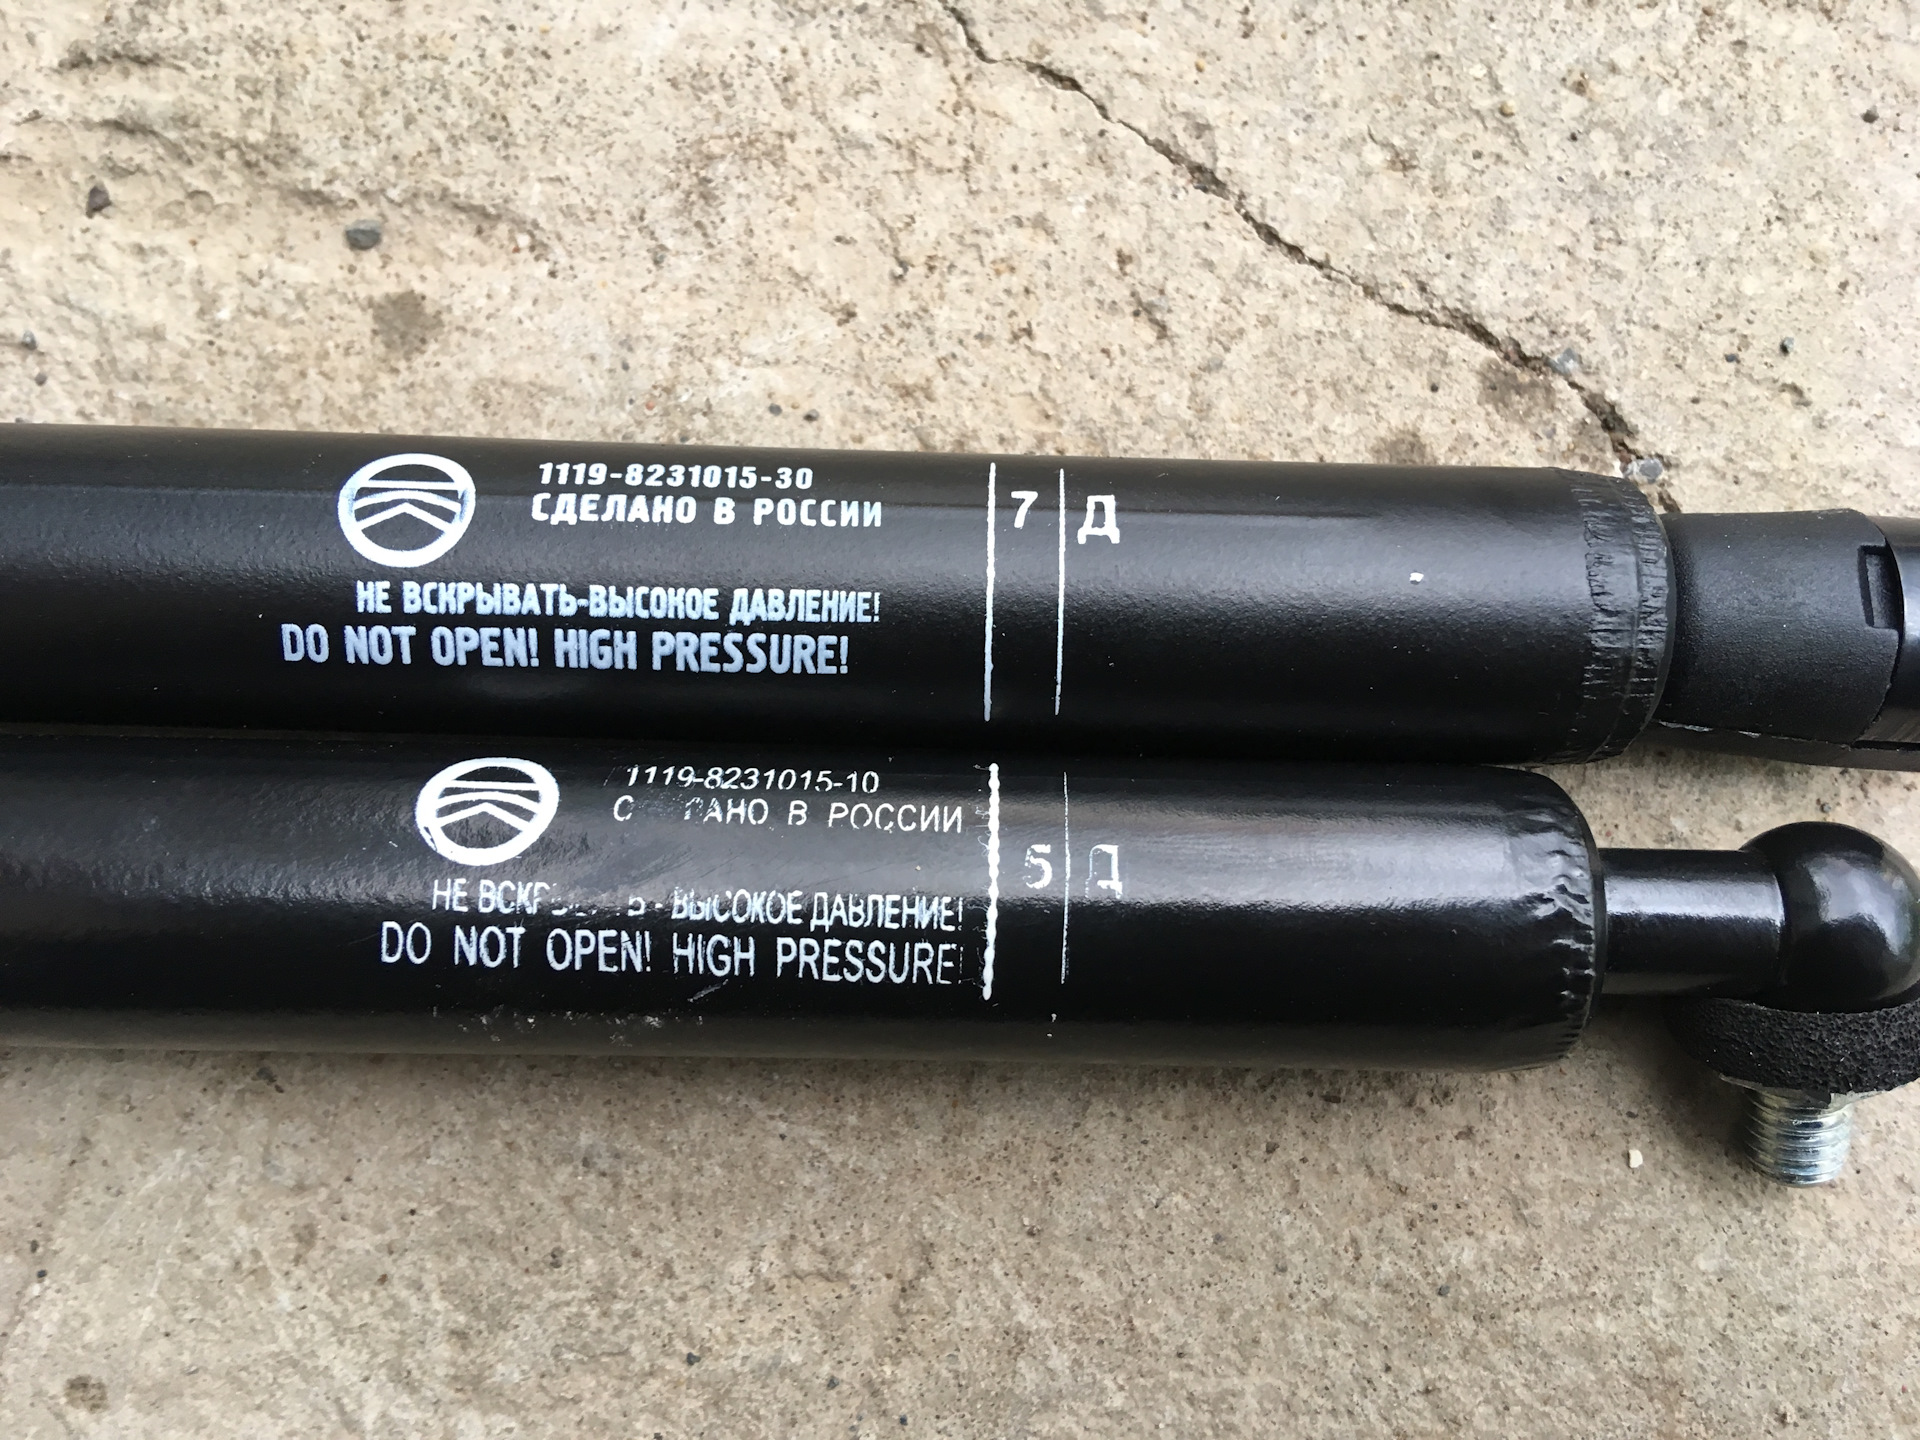 1119-8231015-30
СДЕЛАНО В РОССИИ
7 Д
НЕ ВСКРЫВАТЬ-ВЫСОКОЕ ДАВЛЕНИЕ!
DO NOT OPEN! HIGH PRESSURE!
1119-8231015-10
В РОССИИ
5 Д
НЕ ВЫСОКОЕ ДАВЛЕНИЕ!
DO NOT OPEN! HIGH PRESSURE!